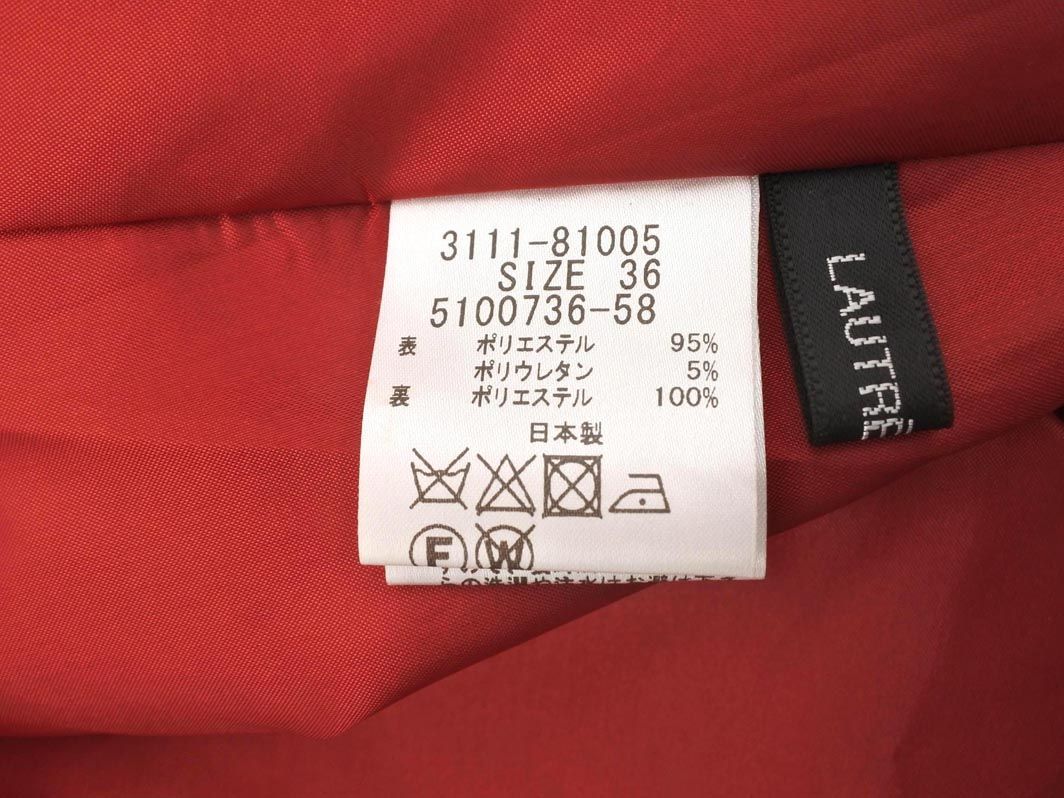 3111-81005
SIZE 36
5100736-58
表 ポリエステル 95%
ポリウレタン 5%
裏 ポリエステル 100%
日本製
F W
LAUTRE